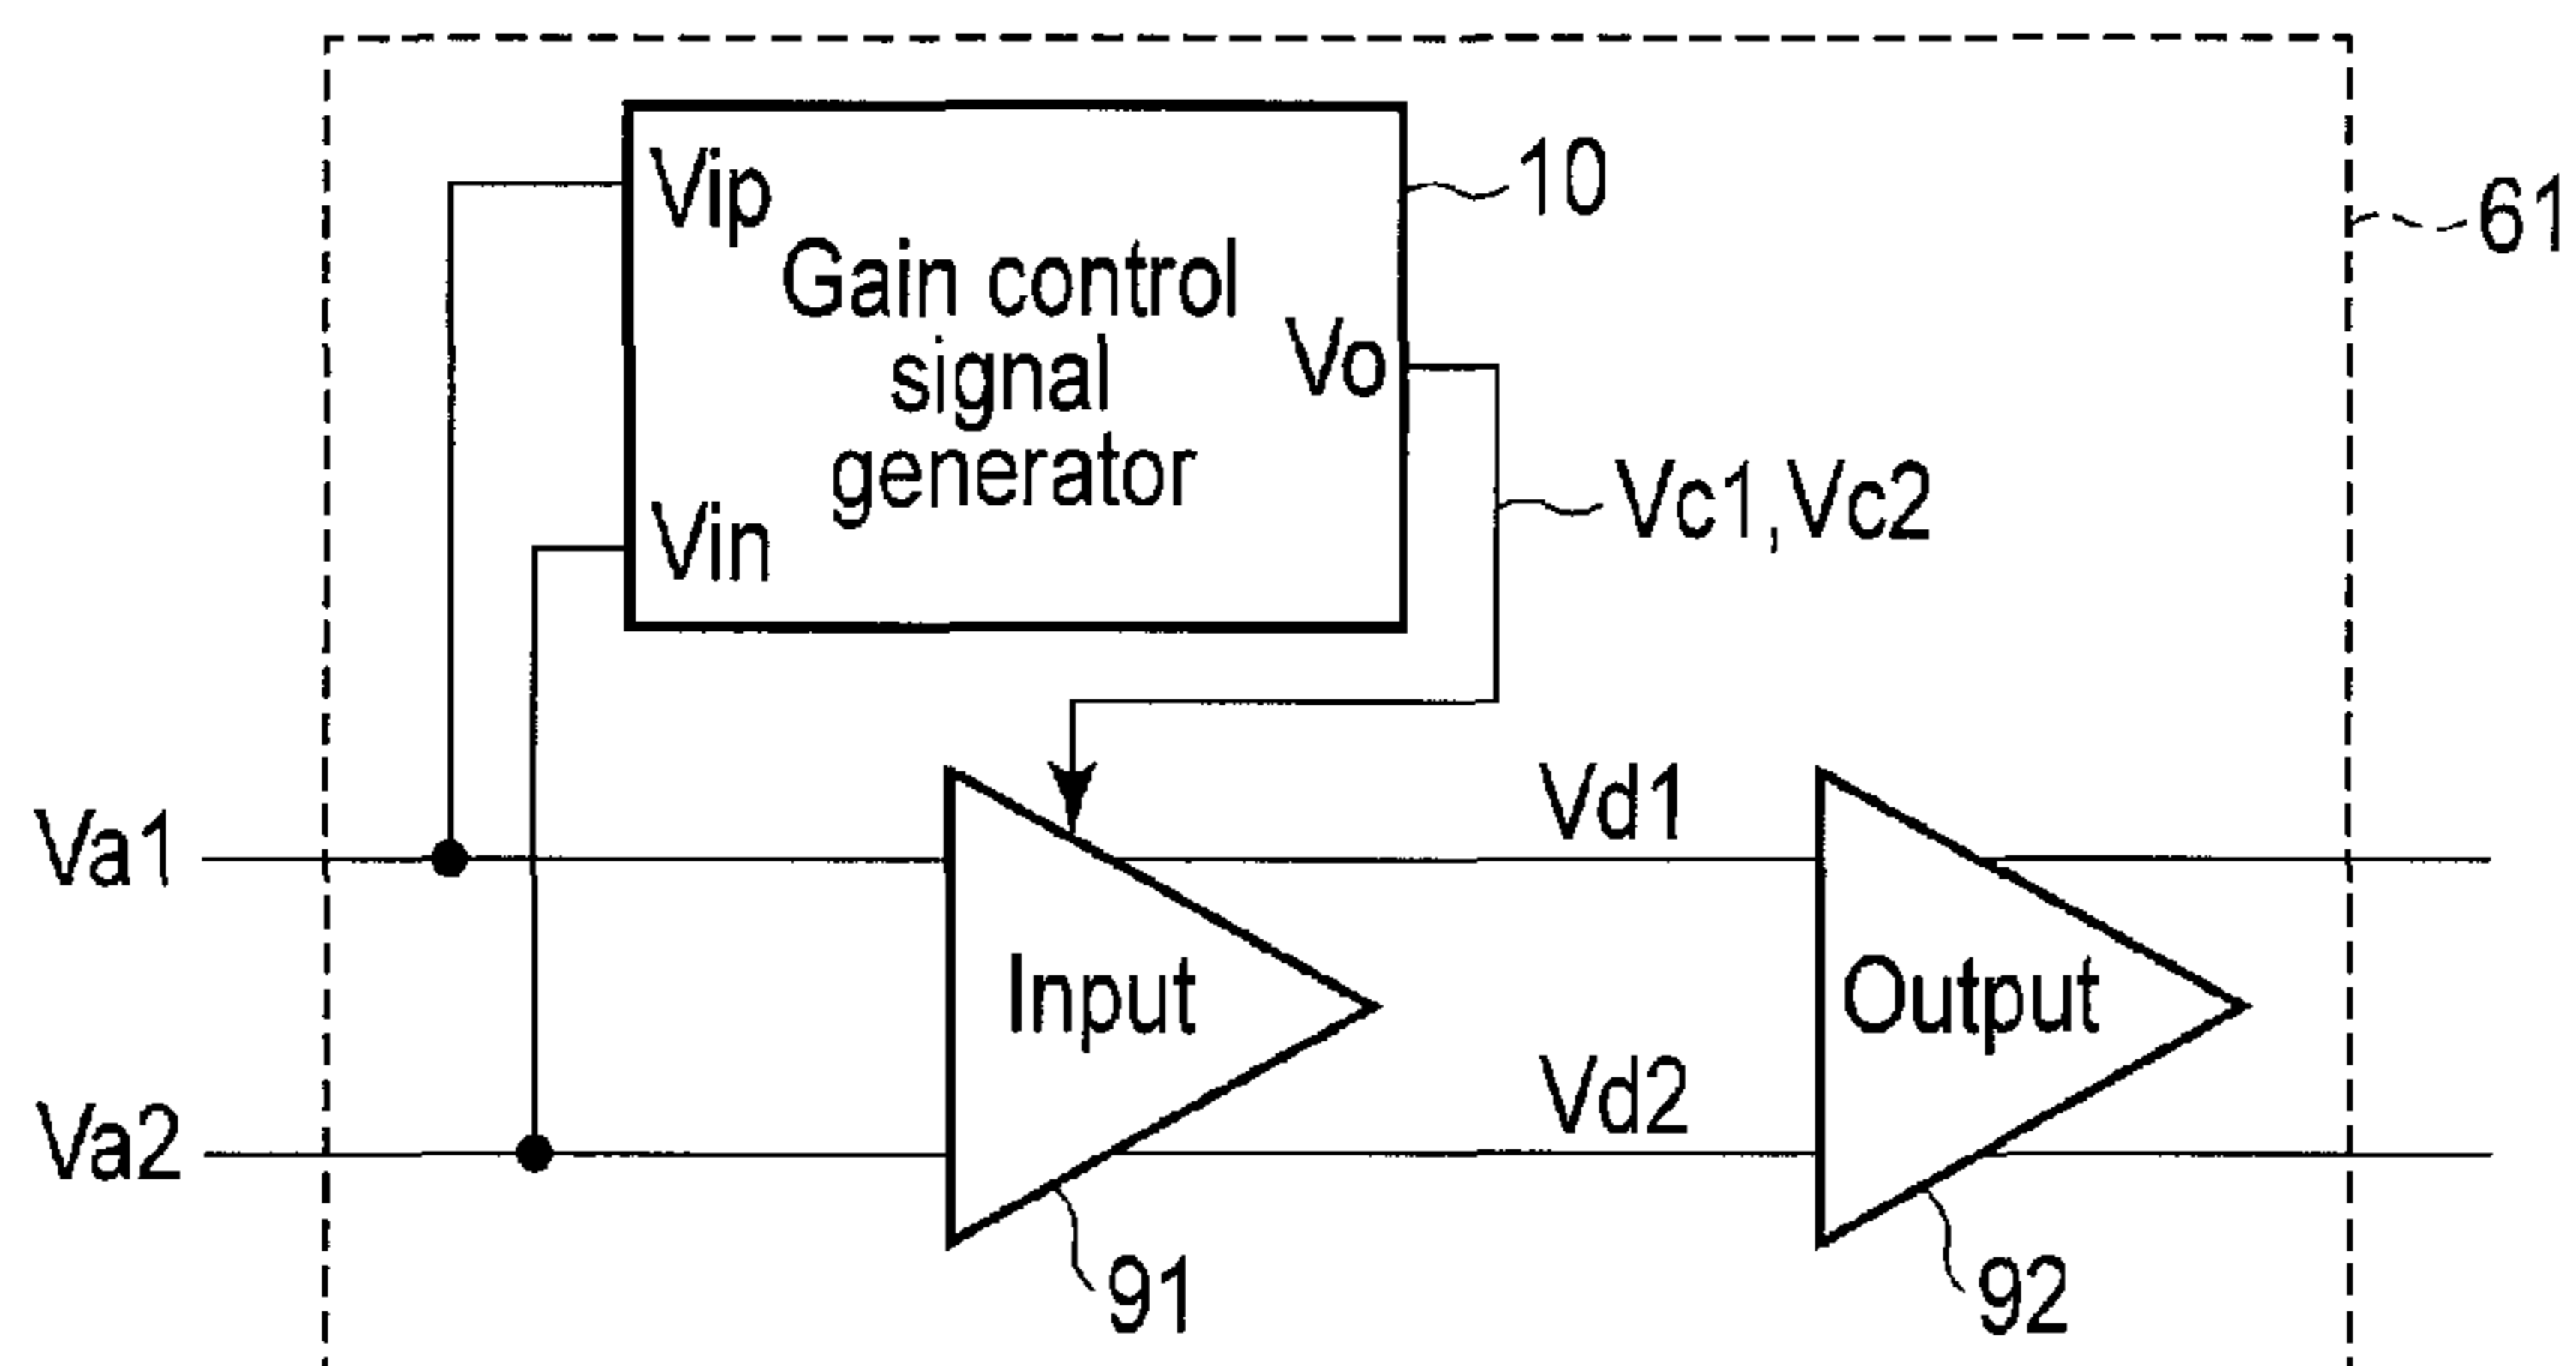 Vip
10
61
Gain control
signal
generator
Vo
Vin
Vc1,Vc2
Va1
Vd1
Input
Output
Va2
Vd2
91
92